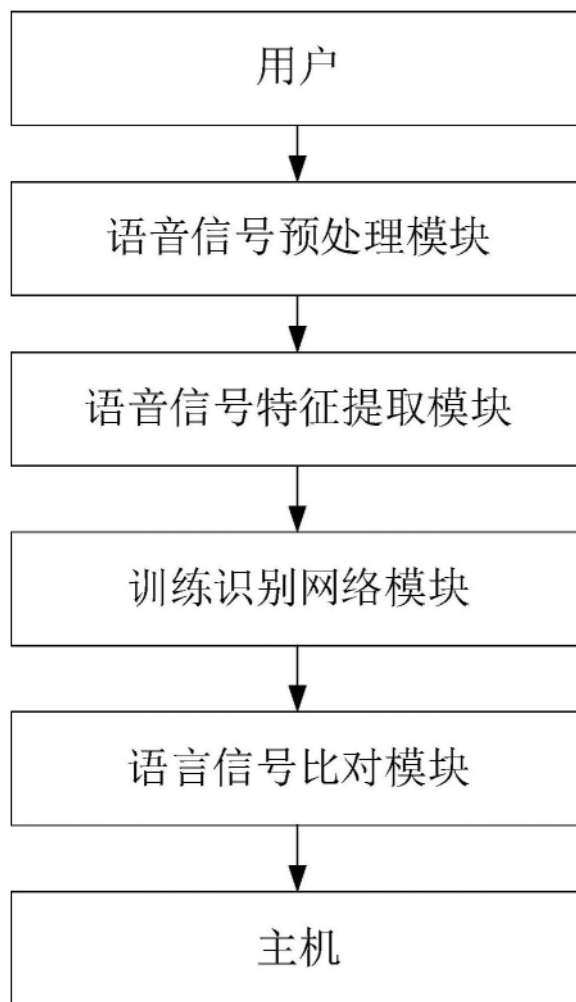 用户
语音信号预处理模块
语音信号特征提取模块
训练识别网络模块
语言信号比对模块
主机